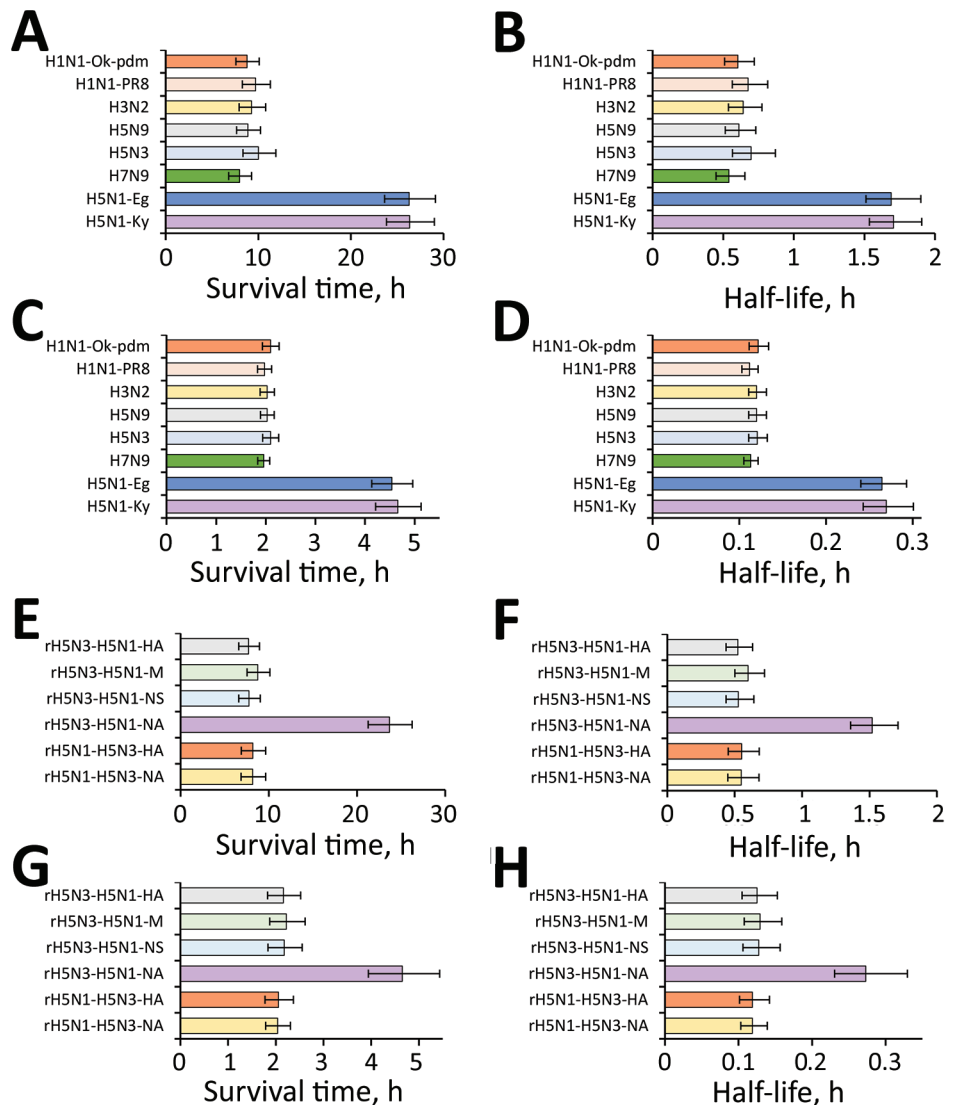 A
H1N1-Ok-pdm
H1N1-PR8
H3N2
H5N9
H5N3
H7N9
H5N1-Eg
H5N1-Ky
0 10 20 30
Survival time, h
B
H1N1-Ok-pdm
H1N1-PR8
H3N2
H5N9
H5N3
H7N9
H5N1-Eg
H5N1-Ky
0 0.5 1 1.5 2
Half-life, h
C
H1N1-Ok-pdm
H1N1-PR8
H3N2
H5N9
H5N3
H7N9
H5N1-Eg
H5N1-Ky
0 1 2 3 4 5
Survival time, h
D
H1N1-Ok-pdm
H1N1-PR8
H3N2
H5N9
H5N3
H7N9
H5N1-Eg
H5N1-Ky
0 0.1 0.2 0.3
Half-life, h
E
rH5N3-H5N1-HA
rH5N3-H5N1-M
rH5N3-H5N1-NS
rH5N3-H5N1-NA
rH5N1-H5N3-HA
rH5N1-H5N3-NA
0 10 20 30
Survival time, h
F
rH5N3-H5N1-HA
rH5N3-H5N1-M
rH5N3-H5N1-NS
rH5N3-H5N1-NA
rH5N1-H5N3-HA
rH5N1-H5N3-NA
0 0.5 1 1.5 2
Half-life, h
G
rH5N3-H5N1-HA
rH5N3-H5N1-M
rH5N3-H5N1-NS
rH5N3-H5N1-NA
rH5N1-H5N3-HA
rH5N1-H5N3-NA
0 1 2 3 4 5
Survival time, h
H
rH5N3-H5N1-HA
rH5N3-H5N1-M
rH5N3-H5N1-NS
rH5N3-H5N1-NA
rH5N1-H5N3-HA
rH5N1-H5N3-NA
0 0.1 0.2 0.3
Half-life, h